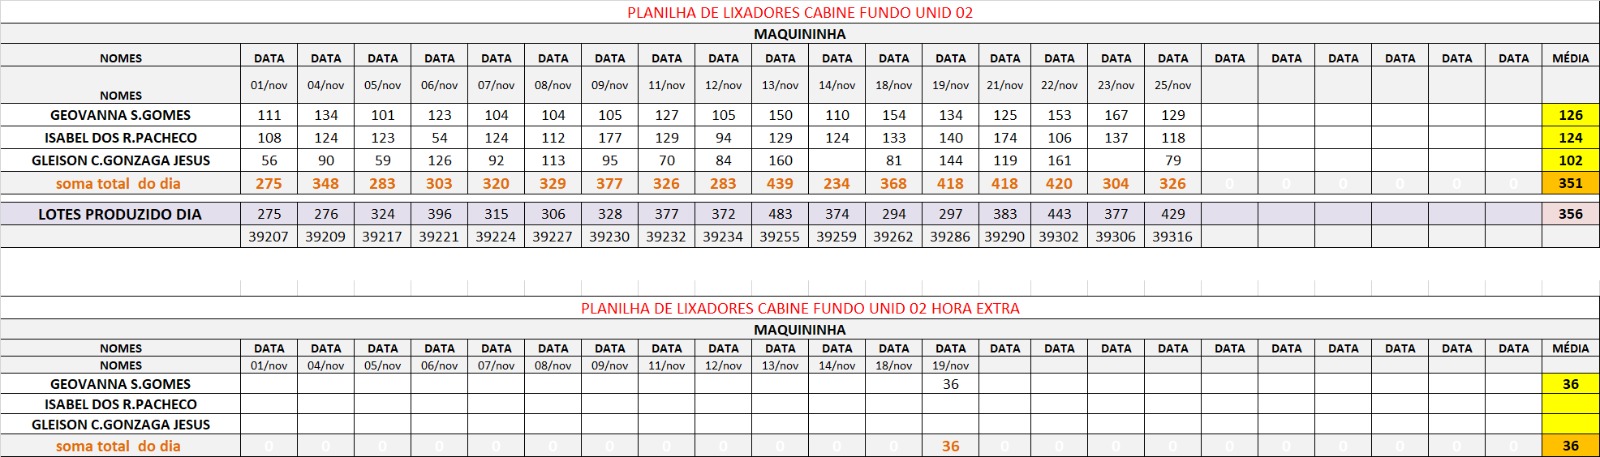 PLANILHA DE LIXADORES CABINE FUNDO UNID 02
MAQUININHA
NOMES DATA DATA DATA DATA DATA DATA DATA DATA DATA DATA DATA DATA DATA DATA DATA DATA DATA DATA DATA DATA DATA DATA DATA DATA DATA MÉDIA
NOMES 01/nov 04/nov 05/nov 06/nov 07/nov 08/nov 09/nov 11/nov 12/nov 13/nov 14/nov 18/nov 19/nov 21/nov 22/nov 23/nov 25/nov
GEOVANNA S.GOMES 111 134 101 123 104 104 105 127 105 150 110 154 134 125 153 167 129 126
ISABEL DOS R.PACHECO 108 124 123 54 124 112 177 129 94 129 124 133 140 174 106 137 118 124
GLEISON C.GONZAGA JESUS 56 90 59 126 92 113 95 70 84 160 81 144 119 161 79 102
soma total do dia 275 348 283 303 320 329 377 326 283 439 234 368 418 418 420 304 326 0 0 0 0 0 0 0 0 351
LOTES PRODUZIDO DIA 275 276 324 396 315 306 328 377 372 483 374 294 297 383 443 377 429 356
39207 39209 39217 39221 39224 39227 39230 39232 39234 39255 39259 39262 39286 39290 39302 39306 39316
PLANILHA DE LIXADORES CABINE FUNDO UNID 02 HORA EXTRA
MAQUININHA
NOMES DATA DATA DATA DATA DATA DATA DATA DATA DATA DATA DATA DATA DATA DATA DATA DATA DATA DATA DATA DATA DATA DATA DATA MÉDIA
NOMES 01/nov 04/nov 05/nov 06/nov 07/nov 08/nov 09/nov 11/nov 12/nov 13/nov 14/nov 18/nov 19/nov
GEOVANNA S.GOMES 36 36
ISABEL DOS R.PACHECO
GLEISON C.GONZAGA JESUS
soma total do dia 0 0 0 0 0 0 0 0 0 0 0 0 36 0 0 0 0 0 0 0 0 0 0 0 0 36